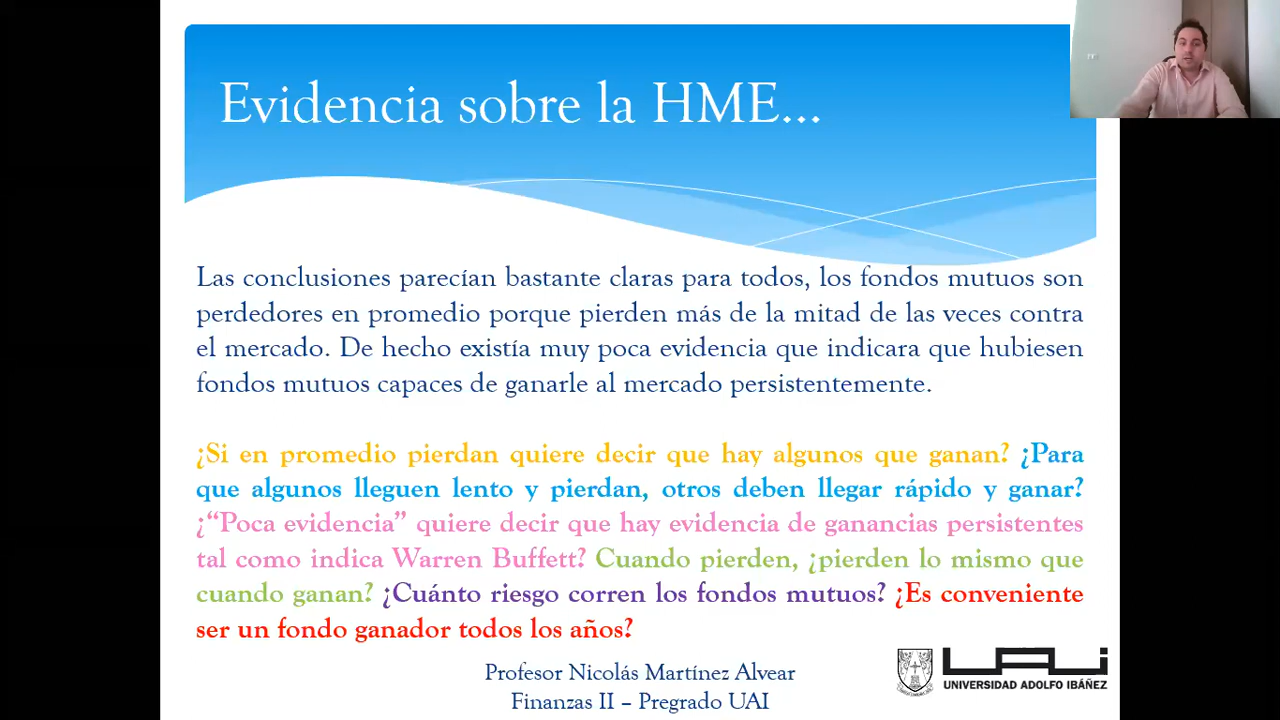 Evidencia sobre la HME...
Las conclusiones parecían bastante claras para todos, los fondos mutuos son
perdedores en promedio porque pierden más de la mitad de las veces contra
el mercado. De hecho existía muy poca evidencia que indicara que hubiesen
fondos mutuos capaces de ganarle al mercado persistentemente.
¿Si en promedio pierdan quiere decir que hay algunos que ganan? ¿Para
que algunos lleguen lento y pierdan, otros deben llegar rápido y ganar?
¿“Poca evidencia” quiere decir que hay evidencia de ganancias persistentes
tal como indica Warren Buffett? Cuando pierden, ¿pierden lo mismo que
cuando ganan? ¿Cuánto riesgo corren los fondos mutuos? ¿Es conveniente
ser un fondo ganador todos los años?
Profesor Nicolás Martínez Alvear
Finanzas II – Pregrado UAI
UAI
UNIVERSIDAD ADOLFO IBÁÑEZ